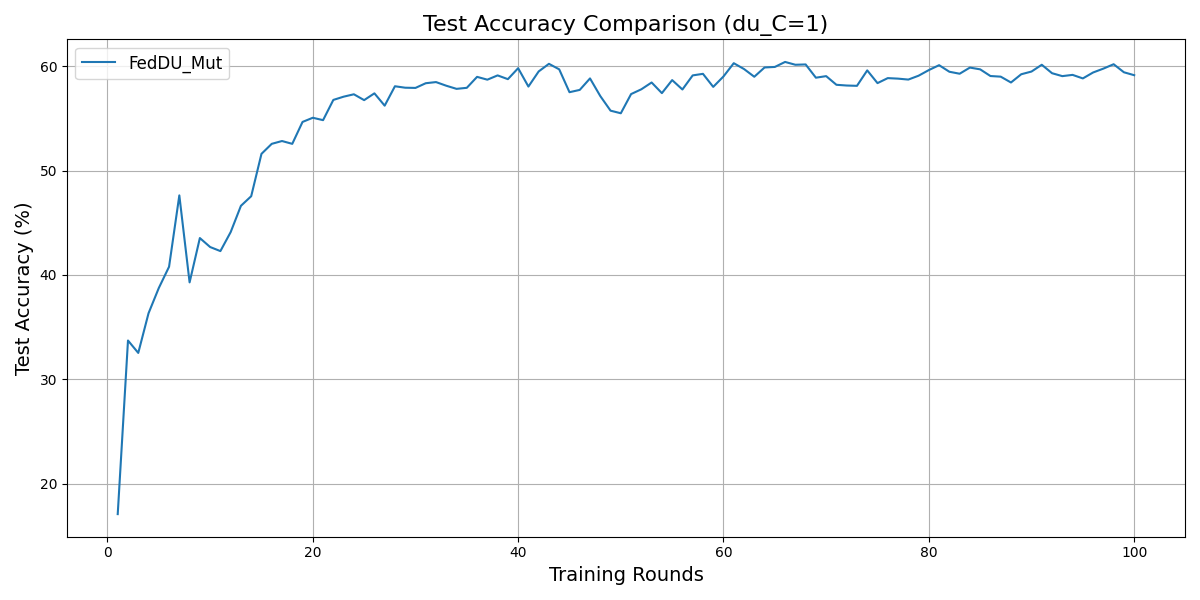 Test Accuracy Comparison (du_C=1)
FedDU_Mut
60
50
40
30
20
Test Accuracy (%)
0 20 40 60 80 100
Training Rounds